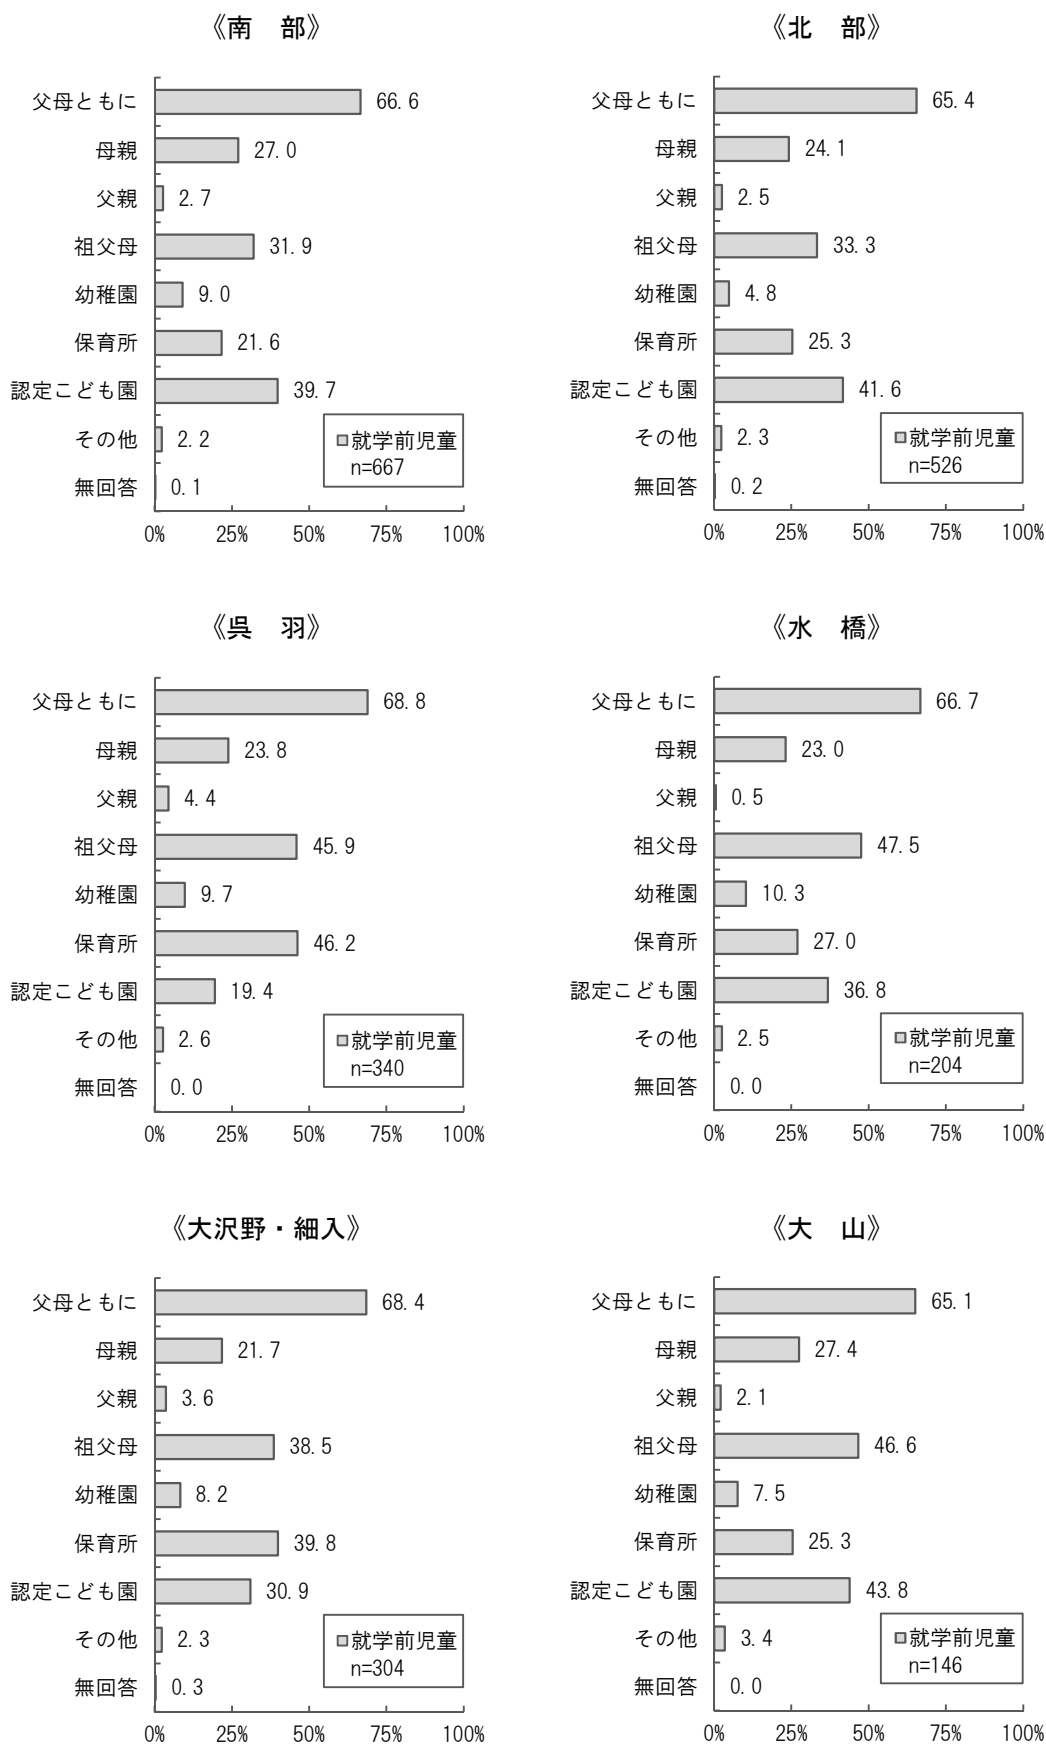 《南　部》
父母ともに 66.6
母親 27.0
父親 2.7
祖父母 31.9
幼稚園 9.0
保育所 21.6
認定こども園 39.7
その他 2.2
無回答 0.1
就学前児童
n=667
0% 25% 50% 75% 100%
《北　部》
父母ともに 65.4
母親 24.1
父親 2.5
祖父母 33.3
幼稚園 4.8
保育所 25.3
認定こども園 41.6
その他 2.3
無回答 0.2
就学前児童
n=526
0% 25% 50% 75% 100%
《呉　羽》
父母ともに 68.8
母親 23.8
父親 4.4
祖父母 45.9
幼稚園 9.7
保育所 46.2
認定こども園 19.4
その他 2.6
無回答 0.0
就学前児童
n=340
0% 25% 50% 75% 100%
《水　橋》
父母ともに 66.7
母親 23.0
父親 0.5
祖父母 47.5
幼稚園 10.3
保育所 27.0
認定こども園 36.8
その他 2.5
無回答 0.0
就学前児童
n=204
0% 25% 50% 75% 100%
《大沢野・細入》
父母ともに 68.4
母親 21.7
父親 3.6
祖父母 38.5
幼稚園 8.2
保育所 39.8
認定こども園 30.9
その他 2.3
無回答 0.3
就学前児童
n=304
0% 25% 50% 75% 100%
《大　山》
父母ともに 65.1
母親 27.4
父親 2.1
祖父母 46.6
幼稚園 7.5
保育所 25.3
認定こども園 43.8
その他 3.4
無回答 0.0
就学前児童
n=146
0% 25% 50% 75% 100%